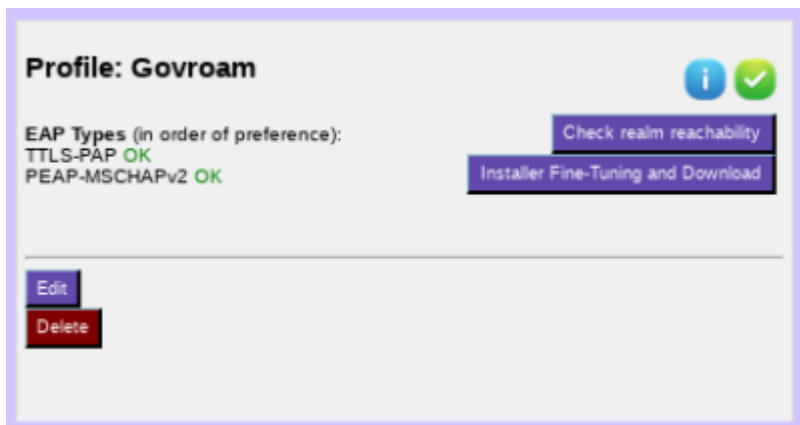 Profile: Govroam
i
EAP Types (in order of preference):
TTLS-PAP OK
PEAP-MSCHAPv2 OK
Check realm reachability
Installer Fine-Tuning and Download
Edit
Delete